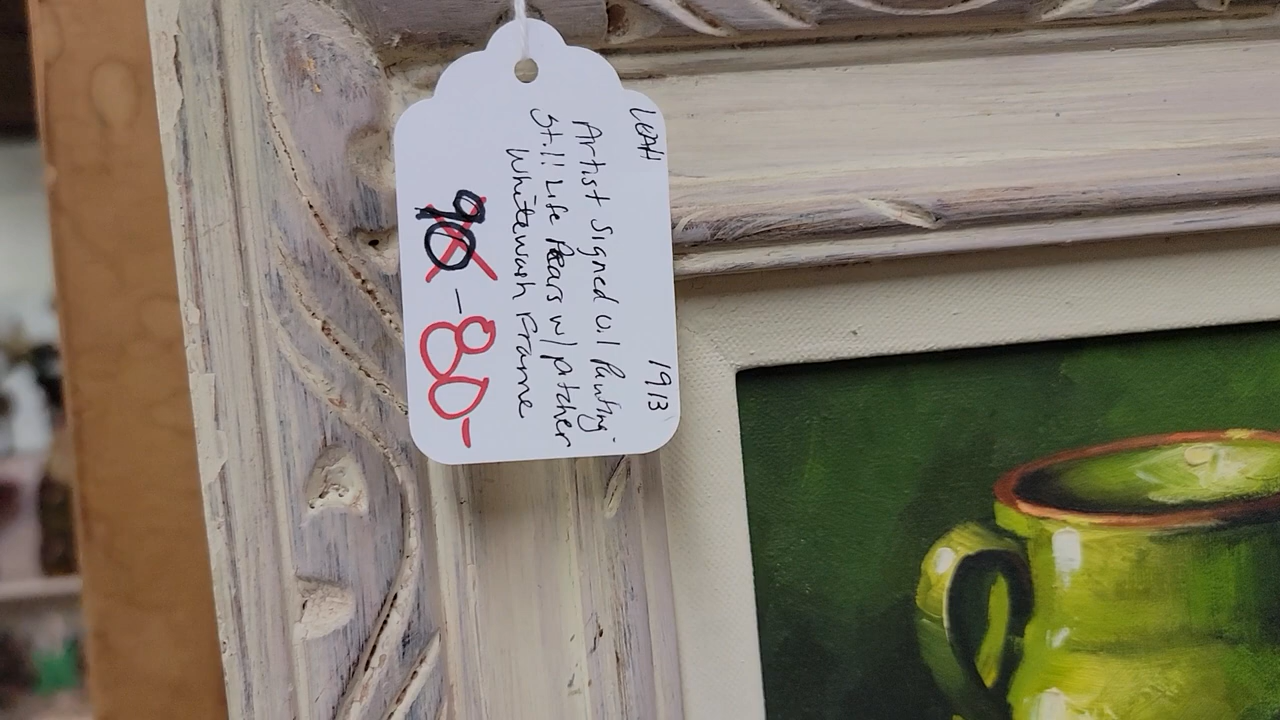 LEAH 1913
Artist Signed Oil Painting -
Still Life Pears w/ pitcher
Whitewash Frame
90 - 80 -